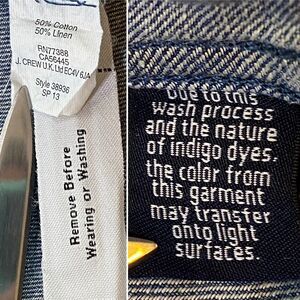 50% Cotton
50% Linen
RN77388
CA56445
J. CREW U.K. Ltd EC4V 6JA
Style 38936
SP 13
Remove Before
Wearing or Washing
Due to this
wash process
and the nature
of indigo dyes,
the color from
this garment
may transfer
onto light
surfaces.